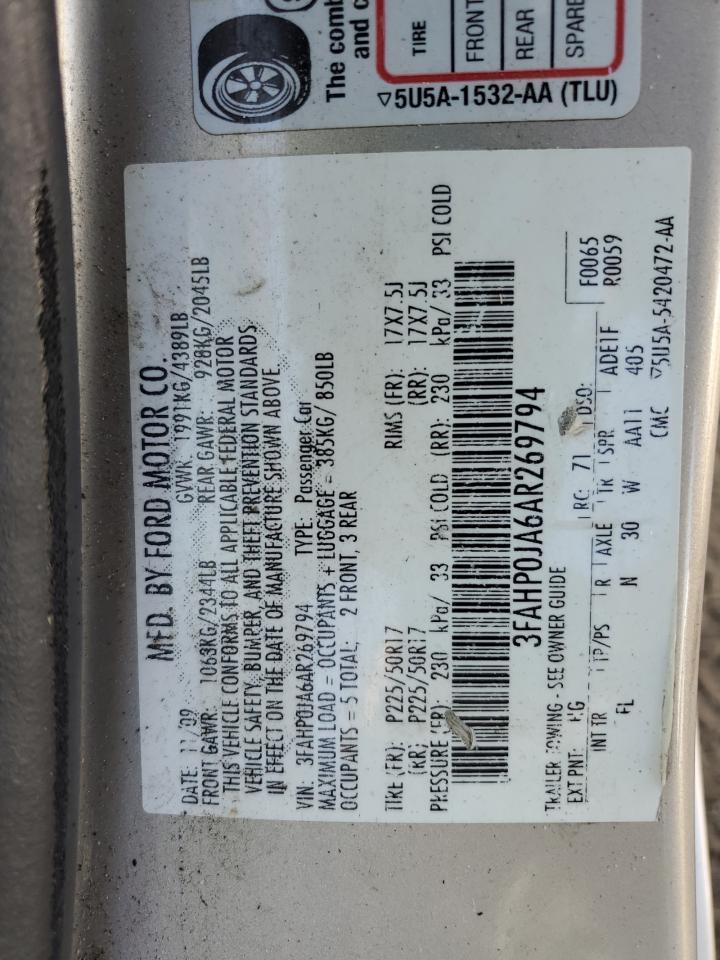 The comb
and c
TIRE
FRONT
REAR
SPARE
▽5U5A-1532-AA (TLU)
MFD. BY FORD MOTOR CO.
DATE: 11/09 GVWR: 1991KG/4389LB
FRONT GAWR: 1063KG/2344LB REAR GAWR: 928KG/2045LB
THIS VEHICLE CONFORMS TO ALL APPLICABLE FEDERAL MOTOR
VEHICLE SAFETY, BUMPER, AND THEFT PREVENTION STANDARDS
IN EFFECT ON THE DATE OF MANUFACTURE SHOWN ABOVE.
VIN: 3FAHP0JA6AR269794 TYPE: Passenger Car
MAXIMUM LOAD = OCCUPANTS + LUGGAGE = 385KG/ 850LB
OCCUPANTS = 5 TOTAL: 2 FRONT, 3 REAR
TIRE (FR): P225/50R17 RIMS (FR): 17X7.5J
(RR): P225/50R17 (RR): 17X7.5J
PRESSURE (FR): 230 kPa/ 33 PSI COLD (RR): 230 kPa/ 33 PSI COLD
3FAHP0JA6AR269794
TRAILER TOWING - SEE OWNER GUIDE
EXT PNT: HG RC: 71 DSO: F0065
R0059
INT TR TP/PS R AXLE TR SPR ADE1F
FL N 30 W AA11 405
CMC ▽5U5A-5420472-AA